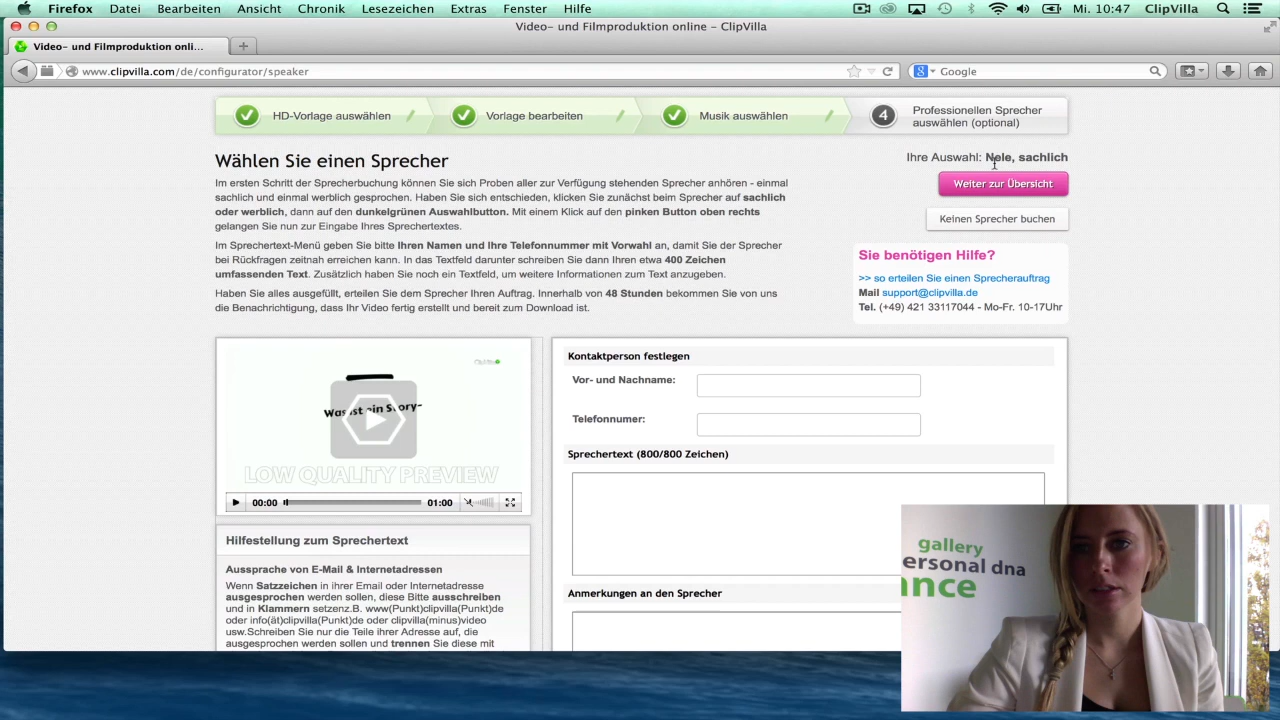 Firefox Datei Bearbeiten Ansicht Chronik Lesezeichen Extras Fenster Hilfe Mi. 10:47 ClipVilla
Video- und Filmproduktion online - ClipVilla
Video- und Filmproduktion onli...
www.clipvilla.com/de/configurator/speaker
Google
HD-Vorlage auswählen
Vorlage bearbeiten
Musik auswählen
4 Professionellen Sprecher
auswählen (optional)
Wählen Sie einen Sprecher
Im ersten Schritt der Sprecherbuchung können Sie sich Proben aller zur Verfügung stehenden Sprecher anhören - einmal
sachlich und einmal werblich gesprochen. Haben Sie sich entschieden, klicken Sie zunächst beim Sprecher auf sachlich
oder werblich, dann auf den dunkelgrünen Auswahlbutton. Mit einem Klick auf den pinken Button oben rechts
gelangen Sie nun zur Eingabe Ihres Sprechertextes.
Im Sprechertext-Menü geben Sie bitte Ihren Namen und Ihre Telefonnummer mit Vorwahl an, damit Sie der Sprecher
bei Rückfragen zeitnah erreichen kann. In das Textfeld darunter schreiben Sie dann Ihren etwa 400 Zeichen
umfassenden Text. Zusätzlich haben Sie noch ein Textfeld, um weitere Informationen zum Text anzugeben.
Haben Sie alles ausgefüllt, erteilen Sie dem Sprecher Ihren Auftrag. Innerhalb von 48 Stunden bekommen Sie von uns
die Benachrichtigung, dass Ihr Video fertig erstellt und bereit zum Download ist.
Ihre Auswahl: Nele, sachlich
Weiter zur Übersicht
Keinen Sprecher buchen
Sie benötigen Hilfe?
>> so erteilen Sie einen Sprecherauftrag
Mail support@clipvilla.de
Tel. (+49) 421 33117044 - Mo-Fr. 10-17Uhr
Was ist ein Story-
LOW QUALITY PREVIEW
00:00 01:00
Hilfestellung zum Sprechertext
Aussprache von E-Mail & Internetadressen
Wenn Satzzeichen in ihrer Email oder Internetadresse
ausgesprochen werden sollen, diese Bitte ausschreiben
und in Klammern setzenz.B. www(Punkt)clipvilla(Punkt)de
oder info(ät)clipvilla(Punkt)de oder clipvilla(minus)video
usw.Schreiben Sie nur die Teile ihrer Adresse auf, die
ausgesprochen werden sollen und trennen Sie diese mit
Kontaktperson festlegen
Vor- und Nachname:
Telefonnumer:
Sprechertext (800/800 Zeichen)
Anmerkungen an den Sprecher
gallery
personal dna
nce